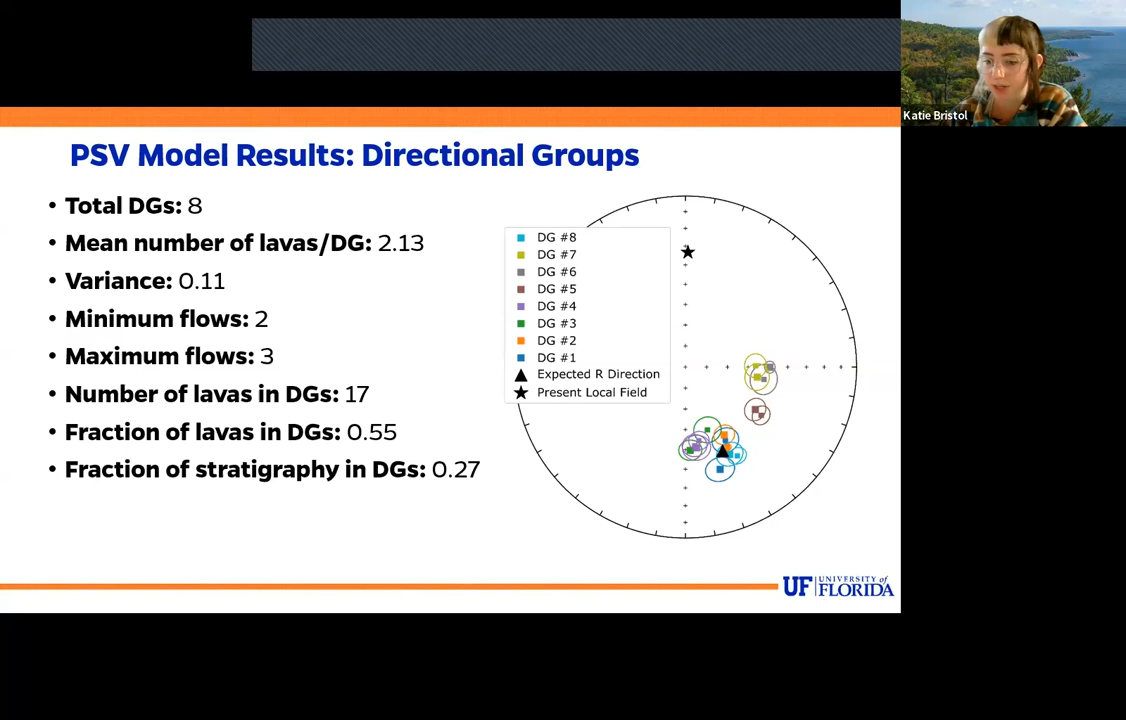 Katie Bristol
PSV Model Results: Directional Groups
• Total DGs: 8
• Mean number of lavas/DG: 2.13
• Variance: 0.11
• Minimum flows: 2
• Maximum flows: 3
• Number of lavas in DGs: 17
• Fraction of lavas in DGs: 0.55
• Fraction of stratigraphy in DGs: 0.27
DG #8
DG #7
DG #6
DG #5
DG #4
DG #3
DG #2
DG #1
Expected R Direction
Present Local Field
UF UNIVERSITY of
FLORIDA